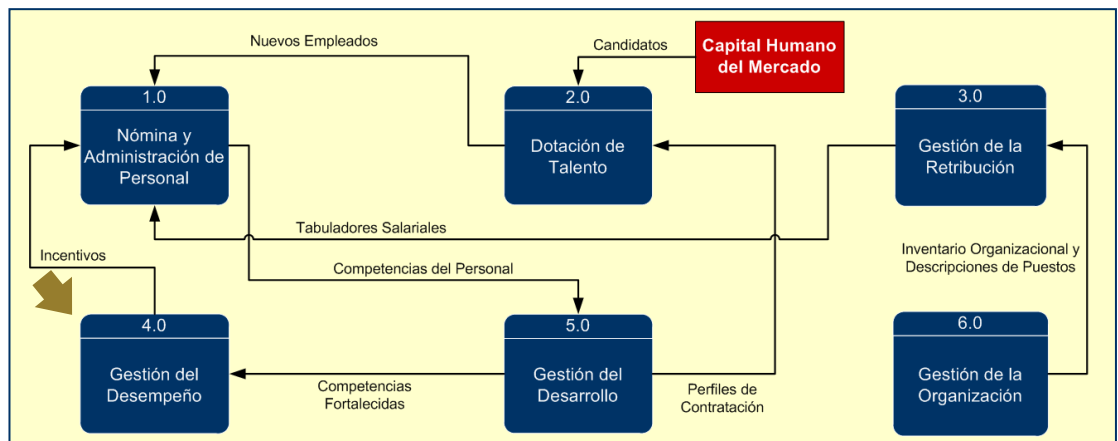 Nuevos Empleados
Candidatos
Capital Humano
del Mercado
1.0
Nómina y
Administración de
Personal
2.0
Dotación de
Talento
3.0
Gestión de la
Retribución
Tabuladores Salariales
Incentivos
Competencias del Personal
Inventario Organizacional y
Descripciones de Puestos
4.0
Gestión del
Desempeño
Competencias
Fortalecidas
5.0
Gestión del
Desarrollo
Perfiles de
Contratación
6.0
Gestión de la
Organización